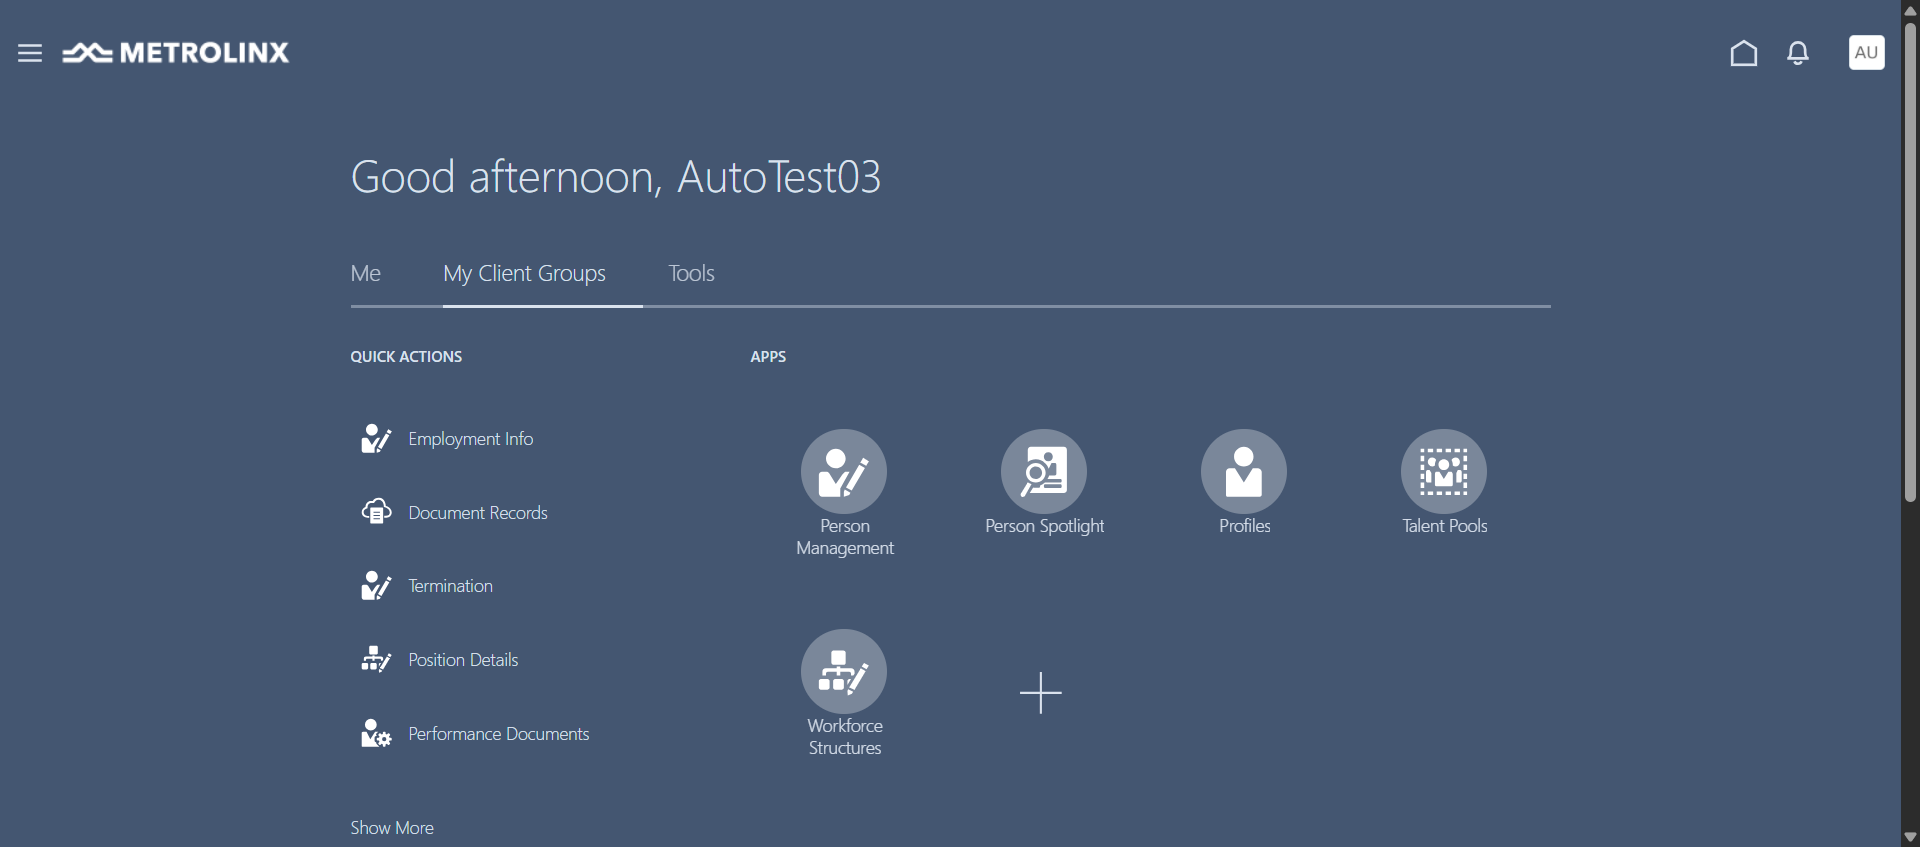 METROLINX
AU
Good afternoon, AutoTest03
Me
My Client Groups
Tools
QUICK ACTIONS
APPS
Employment Info
Document Records
Termination
Position Details
Performance Documents
Show More
Person
Management
Person Spotlight
Profiles
Talent Pools
Workforce
Structures